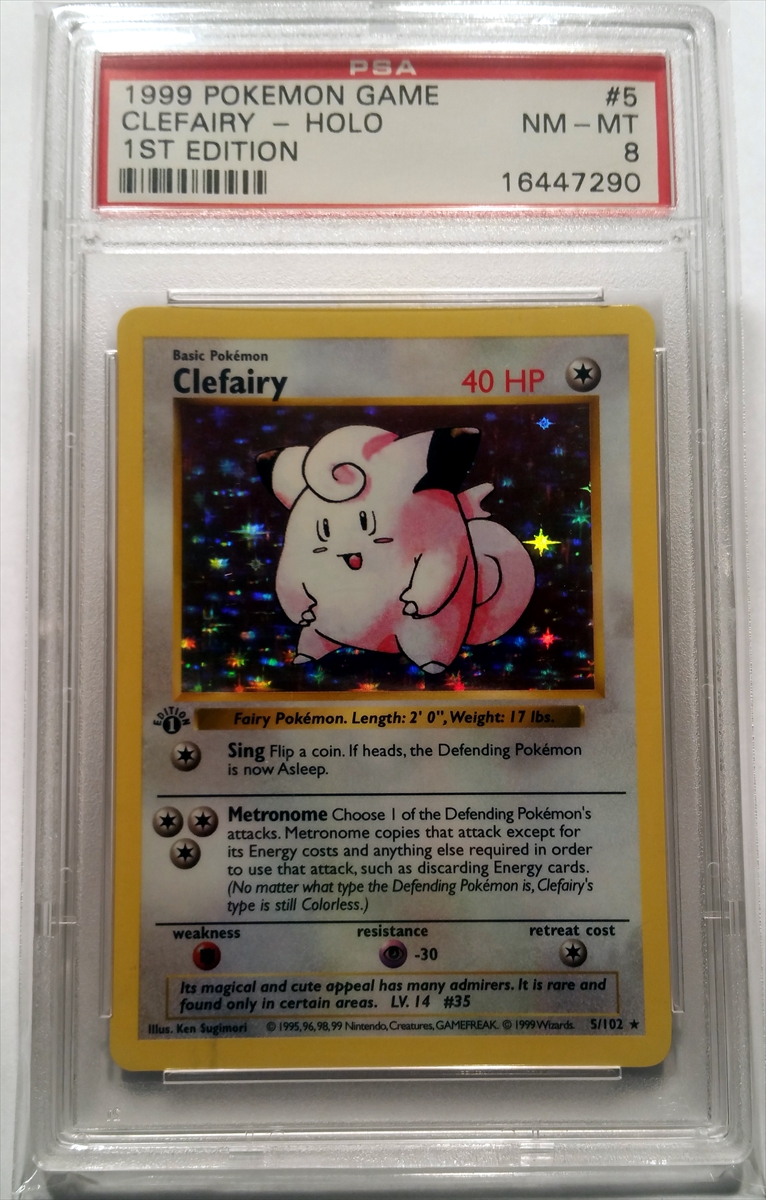 PSA
1999 POKEMON GAME #5
CLEFAIRY - HOLO NM - MT
1ST EDITION 8
16447290
Basic Pokémon
Clefairy 40 HP
EDITION
1
Fairy Pokémon. Length: 2' 0", Weight: 17 lbs.
Sing Flip a coin. If heads, the Defending Pokémon
is now Asleep.
Metronome Choose 1 of the Defending Pokémon's
attacks. Metronome copies that attack except for
its Energy costs and anything else required in order
to use that attack, such as discarding Energy cards.
(No matter what type the Defending Pokémon is, Clefairy's
type is still Colorless.)
weakness resistance retreat cost
-30
Its magical and cute appeal has many admirers. It is rare and
found only in certain areas. LV. 14 #35
Illus. Ken Sugimori © 1995, 96, 98, 99 Nintendo, Creatures, GAMEFREAK. © 1999 Wizards. 5/102 ★